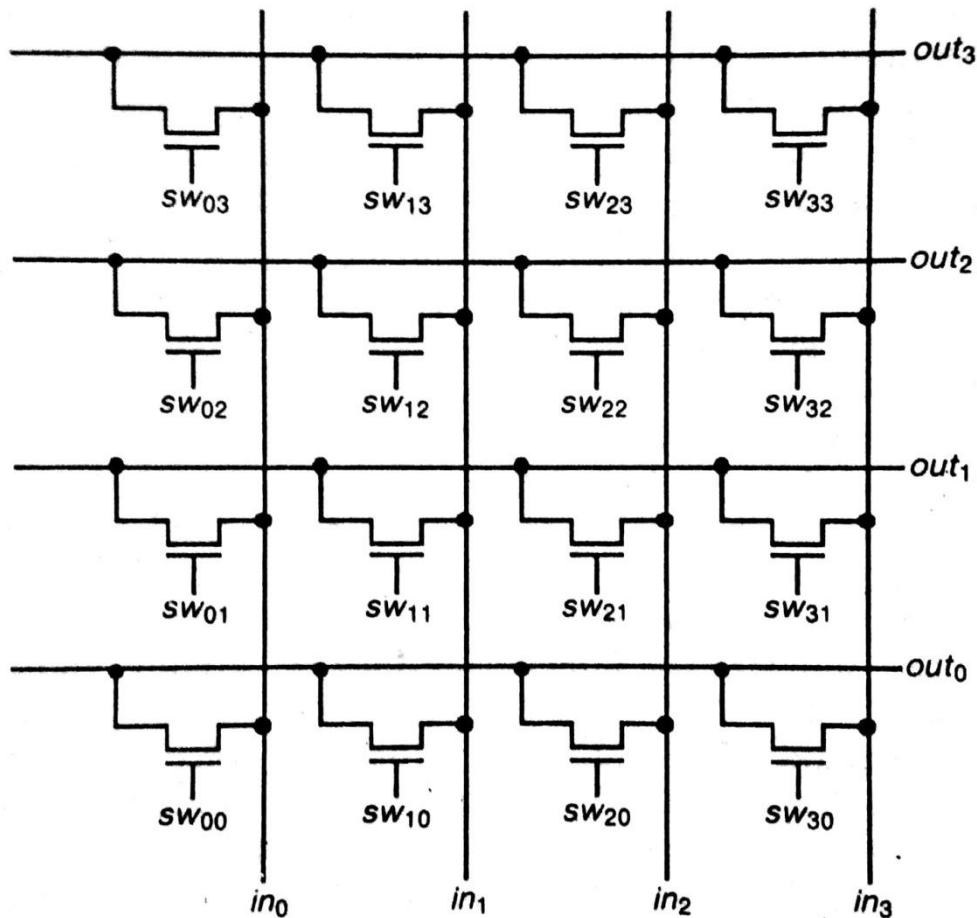 out₃
sw₀₃ sw₁₃ sw₂₃ sw₃₃
out₂
sw₀₂ sw₁₂ sw₂₂ sw₃₂
out₁
sw₀₁ sw₁₁ sw₂₁ sw₃₁
out₀
sw₀₀ sw₁₀ sw₂₀ sw₃₀
in₀ in₁ in₂ in₃